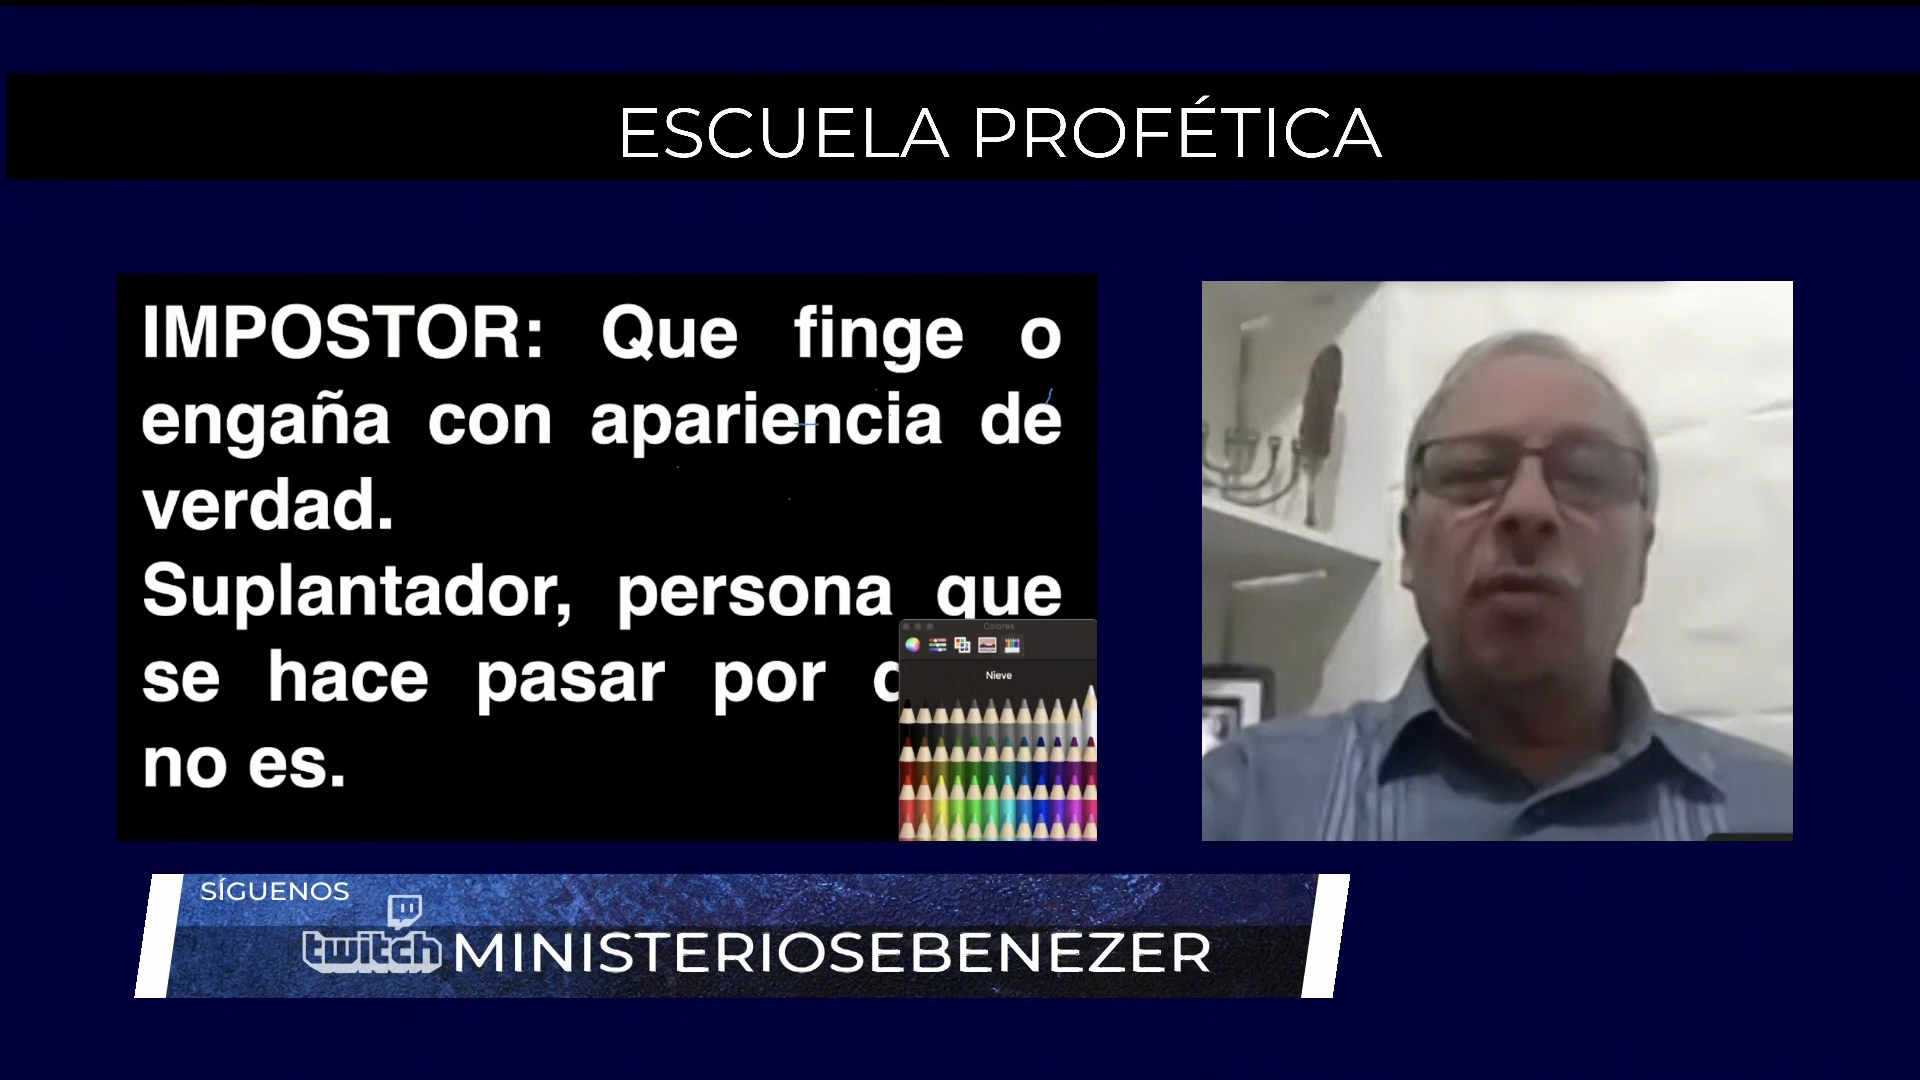 ESCUELA PROFÉTICA
IMPOSTOR: Que finge o
engaña con apariencia de
verdad.
Suplantador, persona que
se hace pasar por
no es.
Colores
Nieve
SÍGUENOS
twitch MINISTERIOSEBENEZER